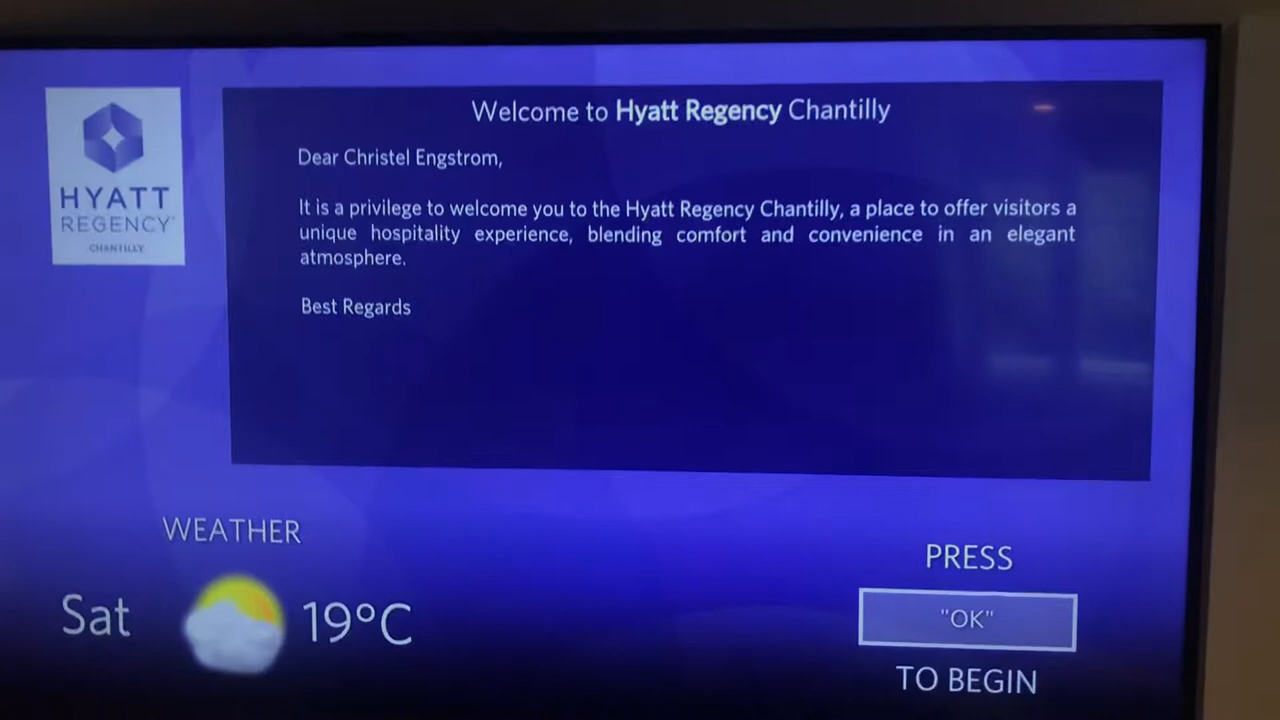 Welcome to Hyatt Regency Chantilly
HYATT
REGENCY
CHANTILLY
Dear Christel Engstrom,
It is a privilege to welcome you to the Hyatt Regency Chantilly, a place to offer visitors a
unique hospitality experience, blending comfort and convenience in an elegant
atmosphere.
Best Regards
WEATHER
Sat
19°C
PRESS
"OK"
TO BEGIN